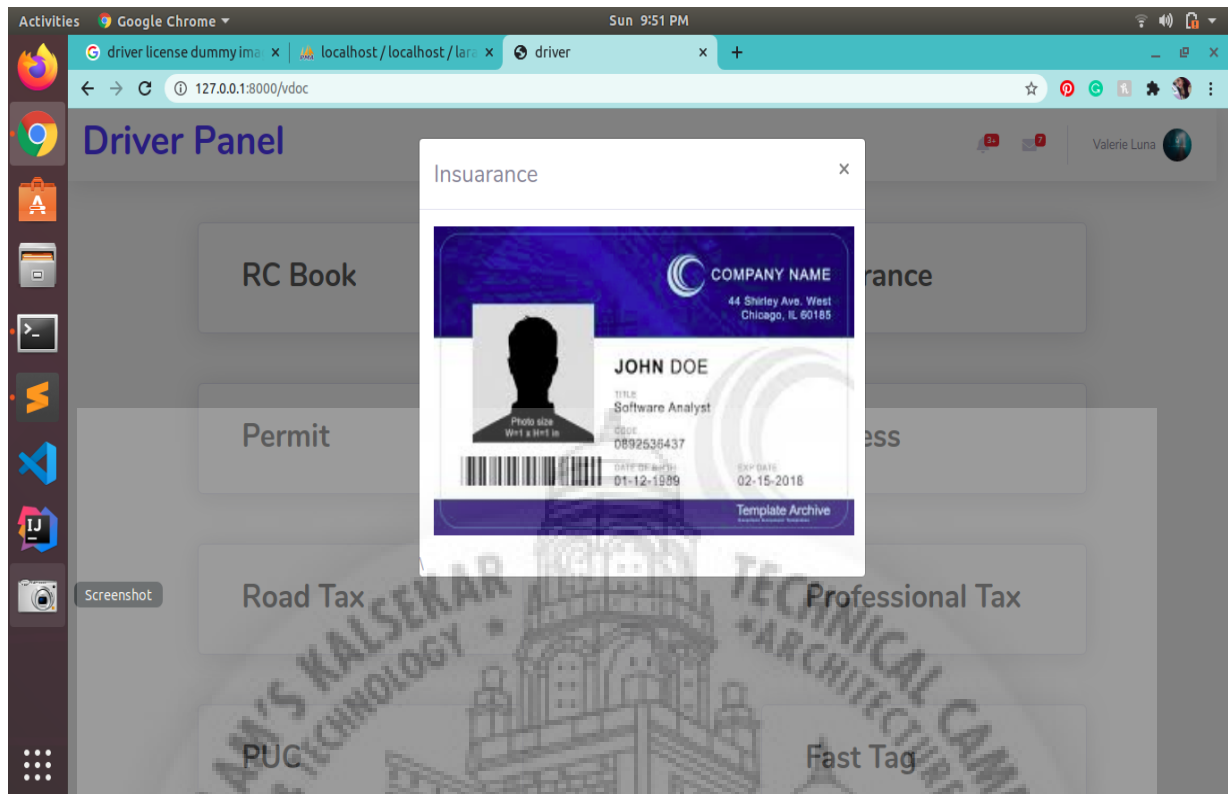 Activities Google Chrome Sun 9:51 PM
driver license dummy ima localhost / localhost / lara driver
127.0.0.1:8000/vdoc
Driver Panel 3+ 7 Valerie Luna
Insuarance ×
RC Book rance
COMPANY NAME
44 Shirley Ave. West
Chicago, IL 60185
JOHN DOE
TITLE
Software Analyst
Photo size
W=1 x H=1 in
CODE
0892536437
DATE OF BIRTH EXP DATE
01-12-1989 02-15-2018
Template Archive
Permit ess
\
Screenshot
Road Tax Professional Tax
PUC Fast Tag
AM'S KALSEKAR TECHNICAL CAM
TECHNOLOGY • • ARCHITECTURE